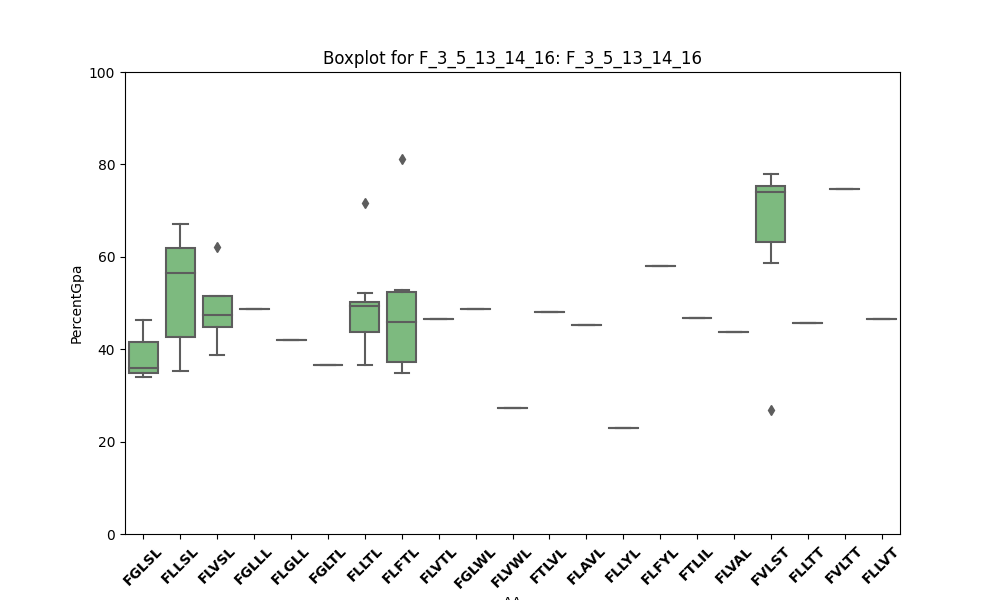 Boxplot for F_3_5_13_14_16: F_3_5_13_14_16
100
80
60
40
20
0
PercentGpa
FGLSL
FLLSL
FLVSL
FGLLL
FLGLL
FGLTL
FLLTL
FLFTL
FLVTL
FGLWL
FLVWL
FTLVL
FLAVL
FLLYL
FLFYL
FTLIL
FLVAL
FVLST
FLLTT
FVLTT
FLLVT